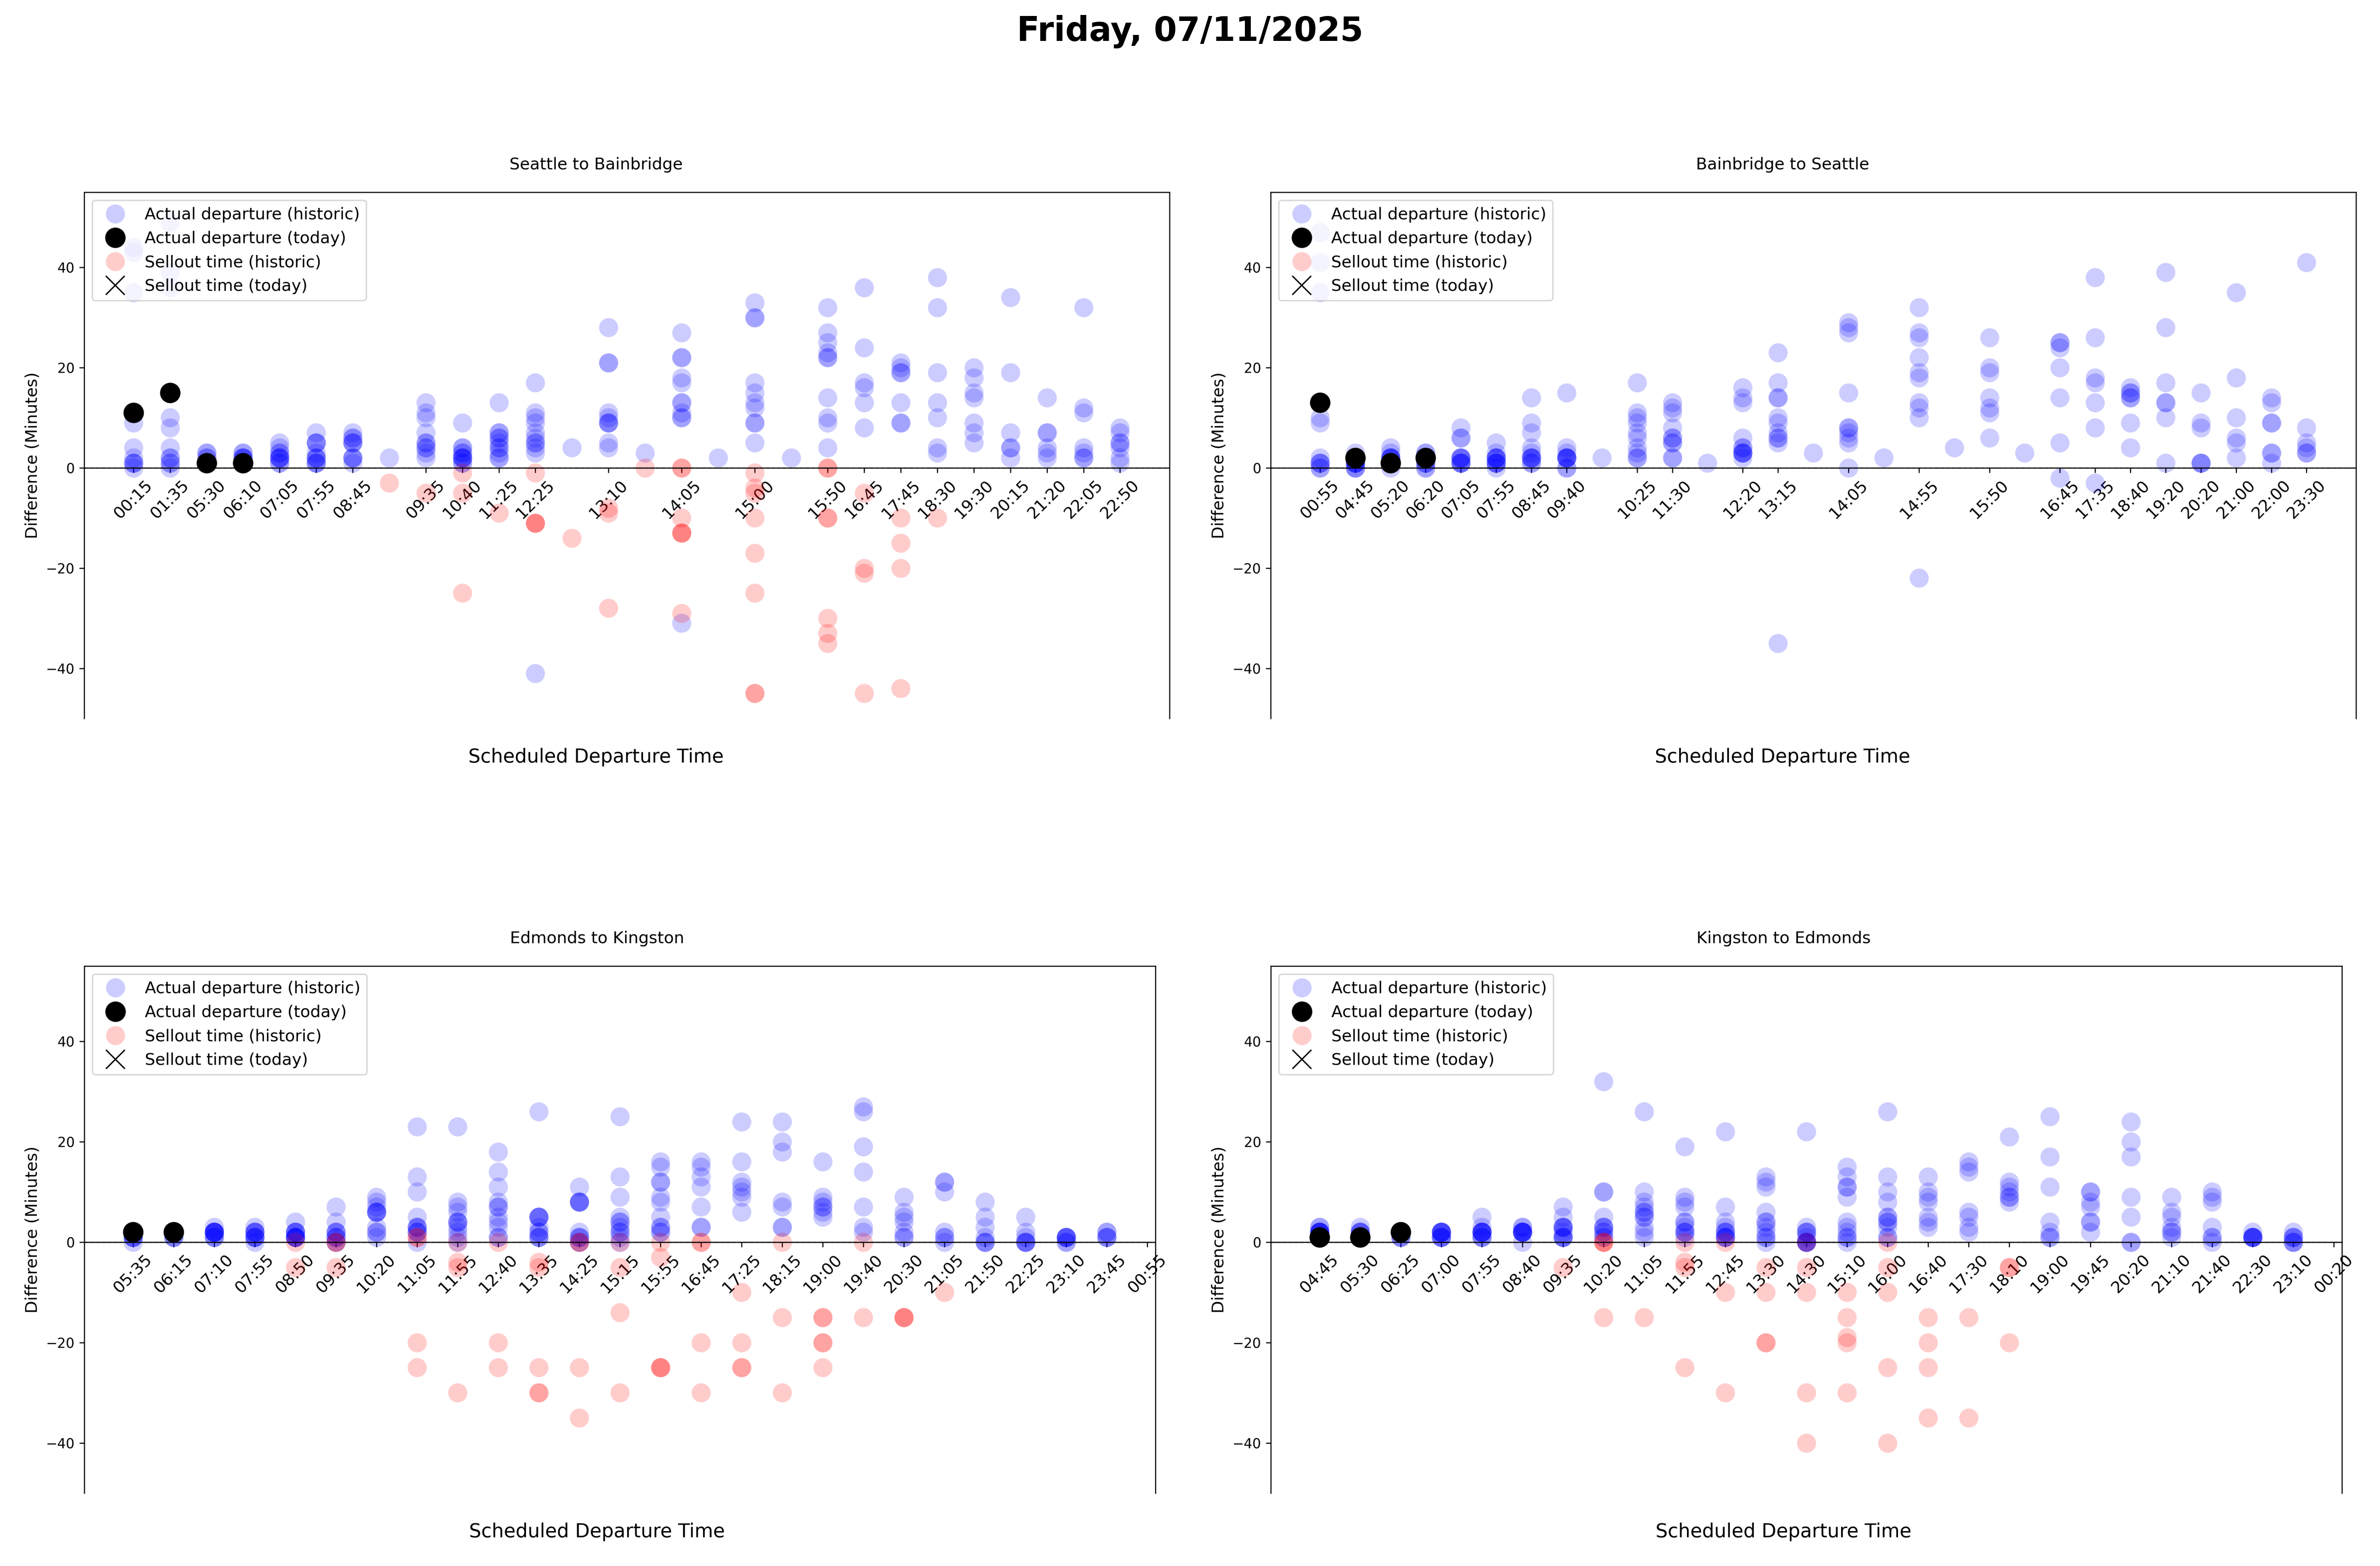 Friday, 07/11/2025
Seattle to Bainbridge
Actual departure (historic)
Actual departure (today)
Sellout time (historic)
Sellout time (today)
Difference (Minutes)
40
20
0
−20
−40
00:15 01:35 05:30 06:10 07:05 07:55 08:45 09:35 10:40 11:25 12:25 13:10 14:05 15:00 15:50 16:45 17:45 18:30 19:30 20:15 21:20 22:05 22:50
Scheduled Departure Time
Bainbridge to Seattle
Actual departure (historic)
Actual departure (today)
Sellout time (historic)
Sellout time (today)
Difference (Minutes)
40
20
0
−20
−40
00:55 04:45 05:20 06:20 07:05 07:55 08:45 09:40 10:25 11:30 12:20 13:15 14:05 14:55 15:50 16:45 17:35 18:40 19:20 20:20 21:00 22:00 23:30
Scheduled Departure Time
Edmonds to Kingston
Actual departure (historic)
Actual departure (today)
Sellout time (historic)
Sellout time (today)
Difference (Minutes)
40
20
0
−20
−40
05:35 06:15 07:10 07:55 08:50 09:35 10:20 11:05 11:55 12:40 13:35 14:25 15:15 15:55 16:45 17:25 18:15 19:00 19:40 20:30 21:05 21:50 22:25 23:10 23:45 00:55
Scheduled Departure Time
Kingston to Edmonds
Actual departure (historic)
Actual departure (today)
Sellout time (historic)
Sellout time (today)
Difference (Minutes)
40
20
0
−20
−40
04:45 05:30 06:25 07:00 07:55 08:40 09:35 10:20 11:05 11:55 12:45 13:30 14:30 15:10 16:00 16:40 17:30 18:10 19:00 19:45 20:20 21:10 21:40 22:30 23:10 00:20
Scheduled Departure Time